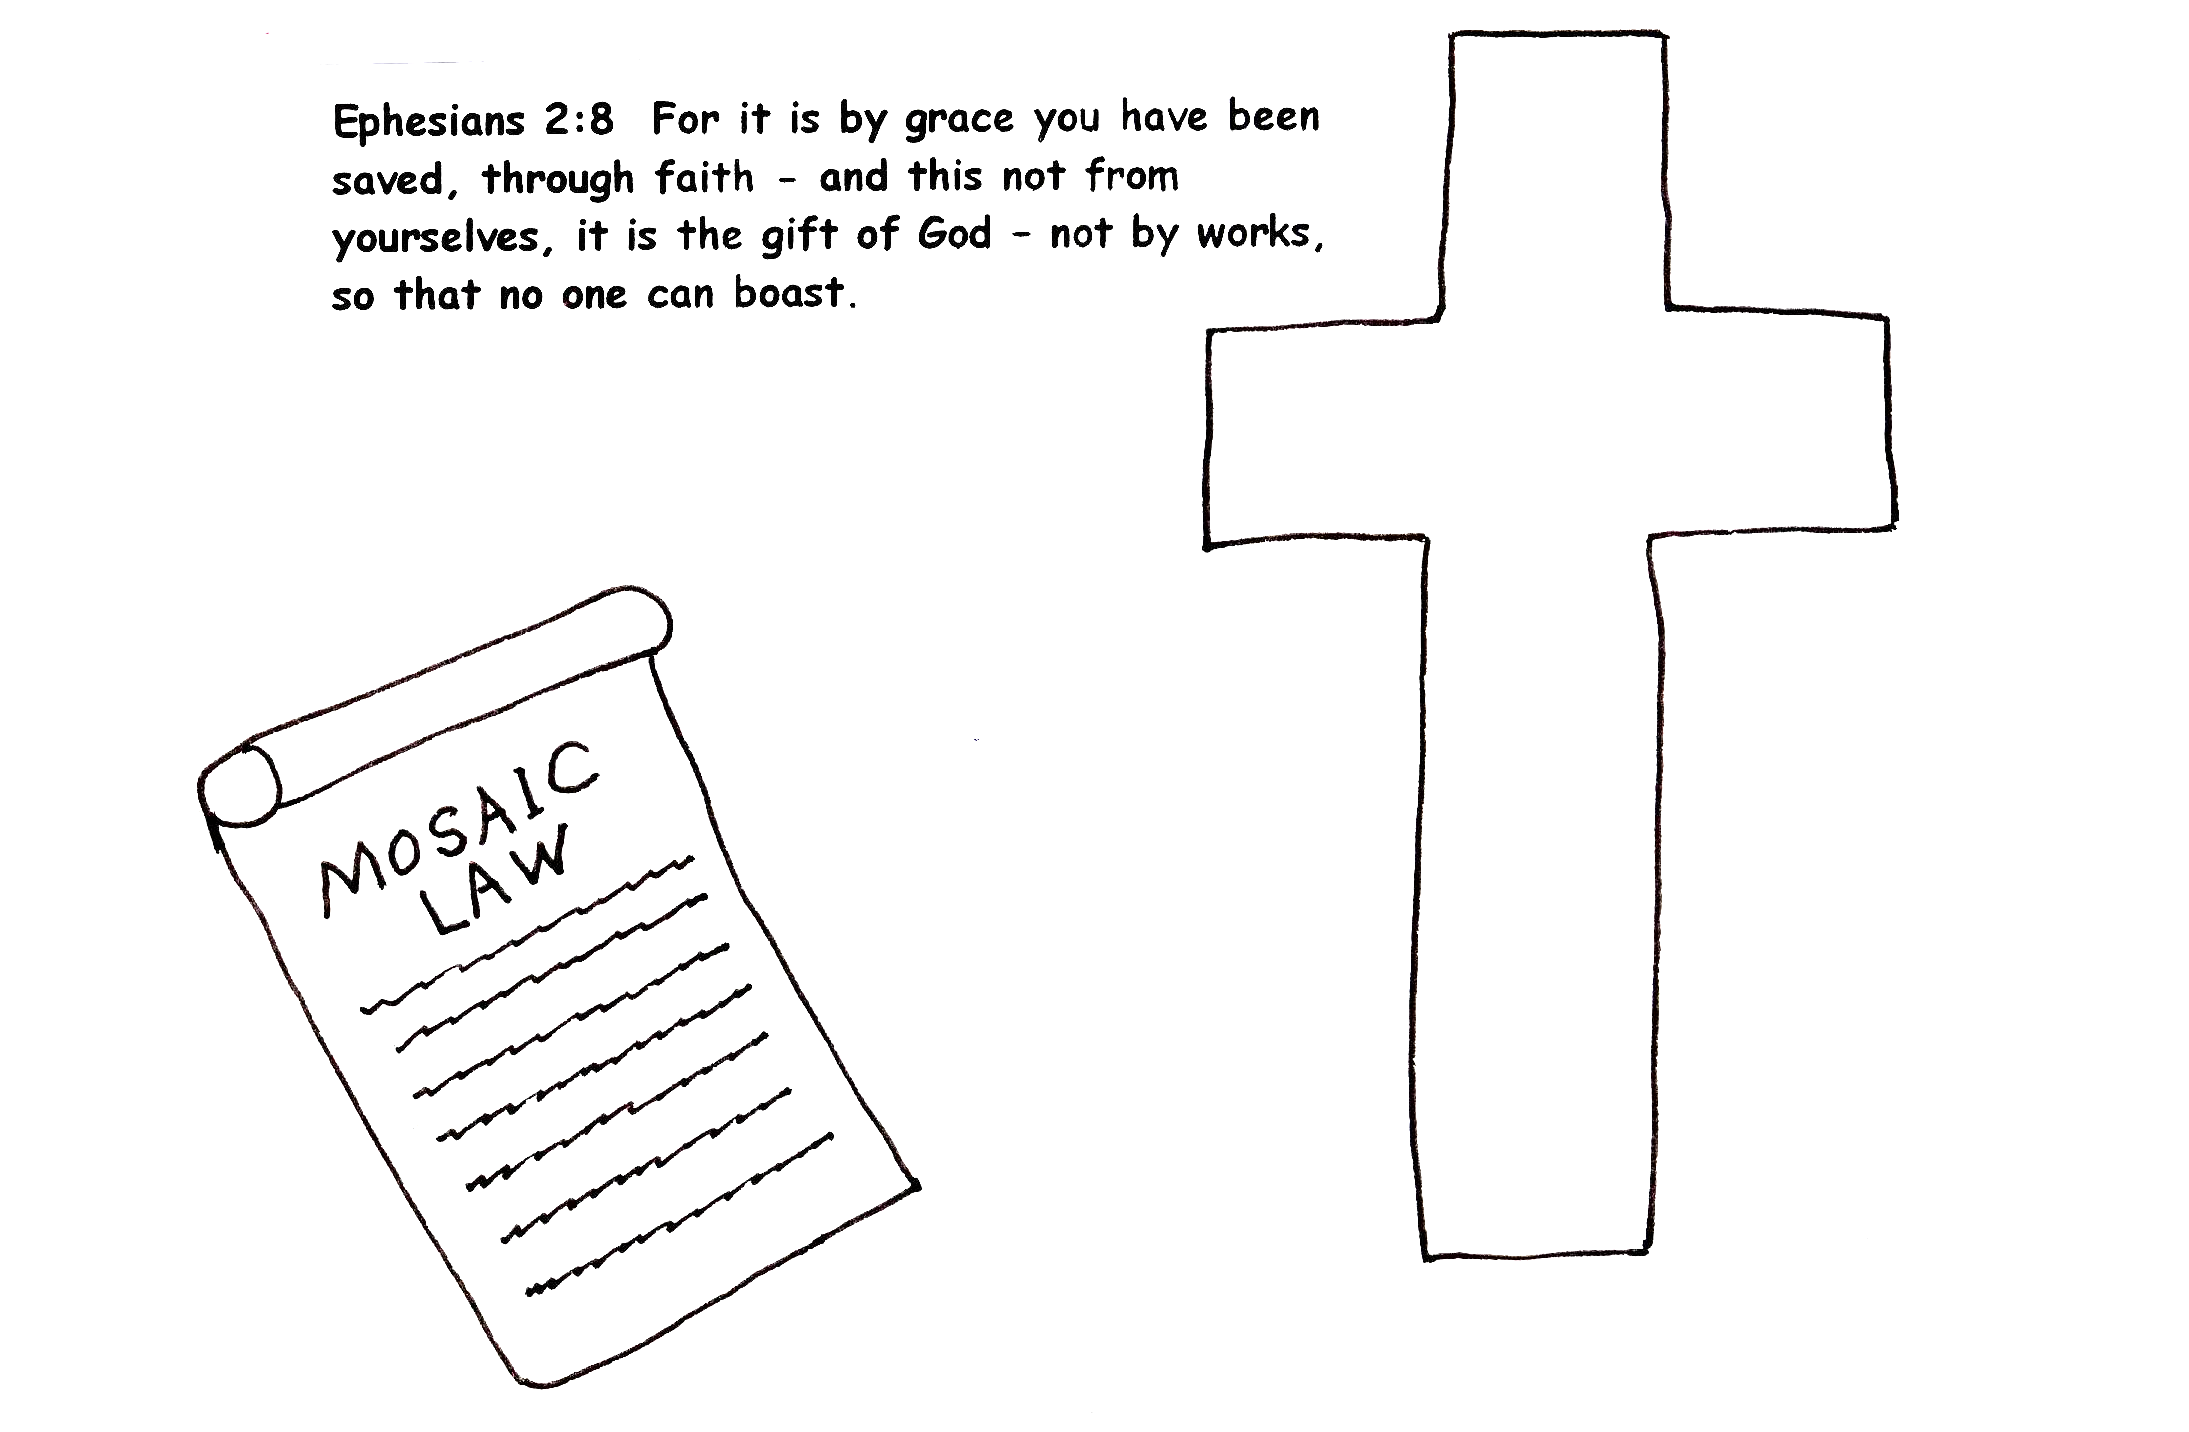 Ephesians 2:8  For it is by grace you have been
saved, through faith - and this not from
yourselves, it is the gift of God - not by works,
so that no one can boast.
MOSAIC
LAW